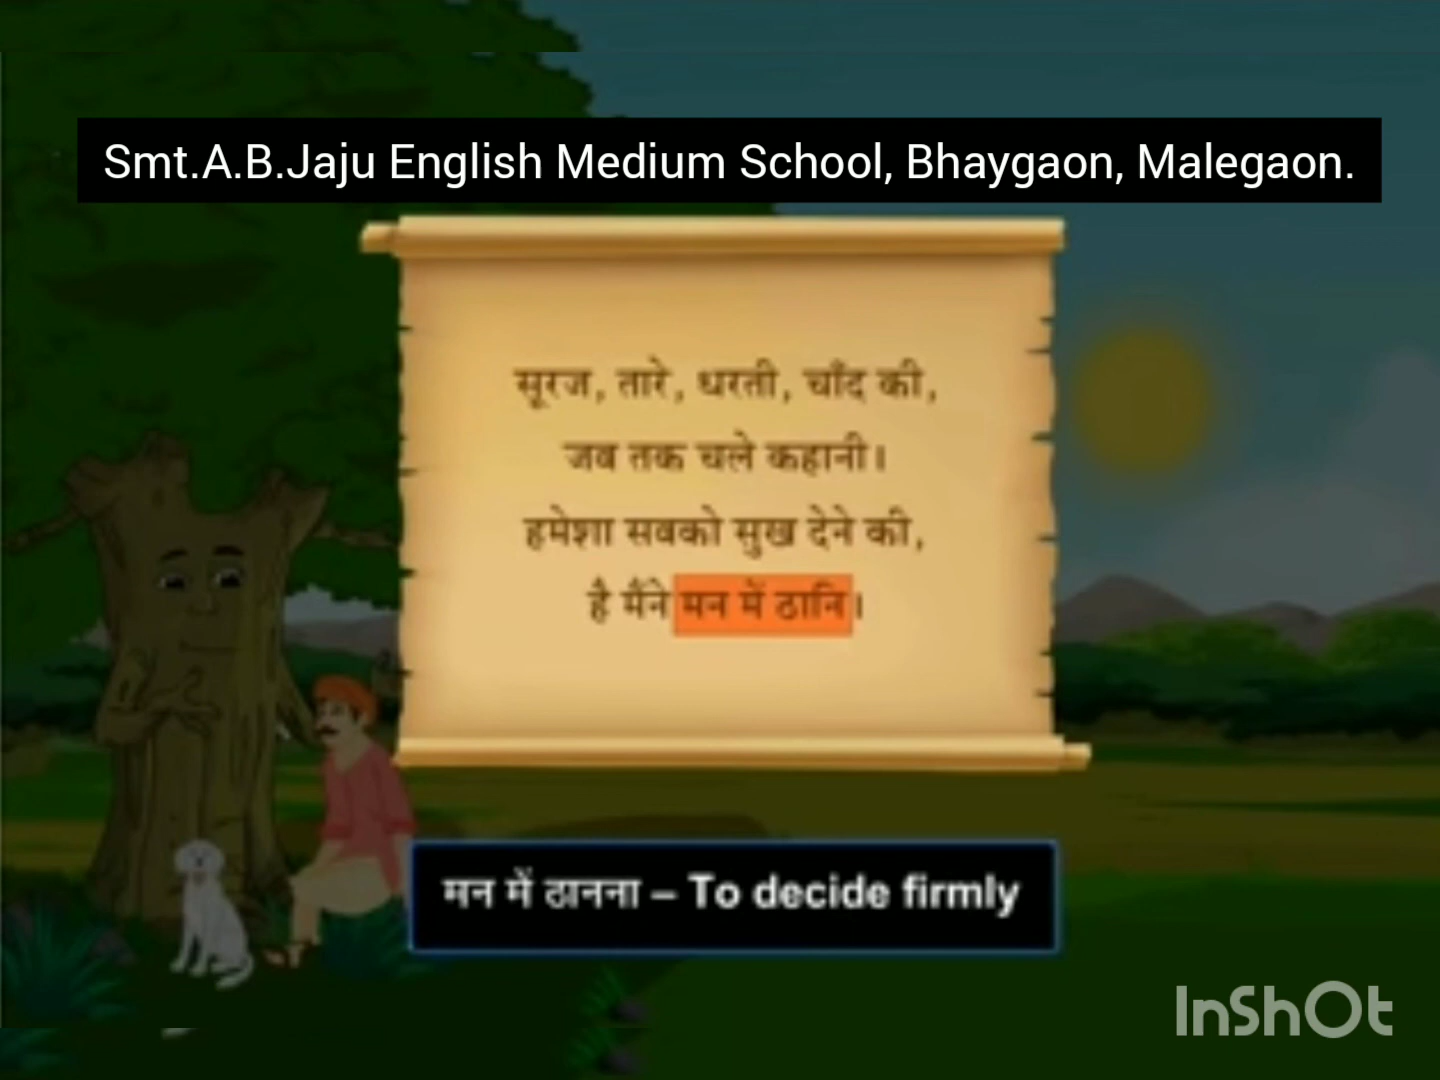 Smt.A.B.Jaju English Medium School, Bhaygaon, Malegaon.
सूरज, तारे, धरती, चाँद की,
जब तक चले कहानी।
हमेशा सबको सुख देने की,
है मैंने मन में ठानि।
मन में ठानना – To decide firmly
InShOt